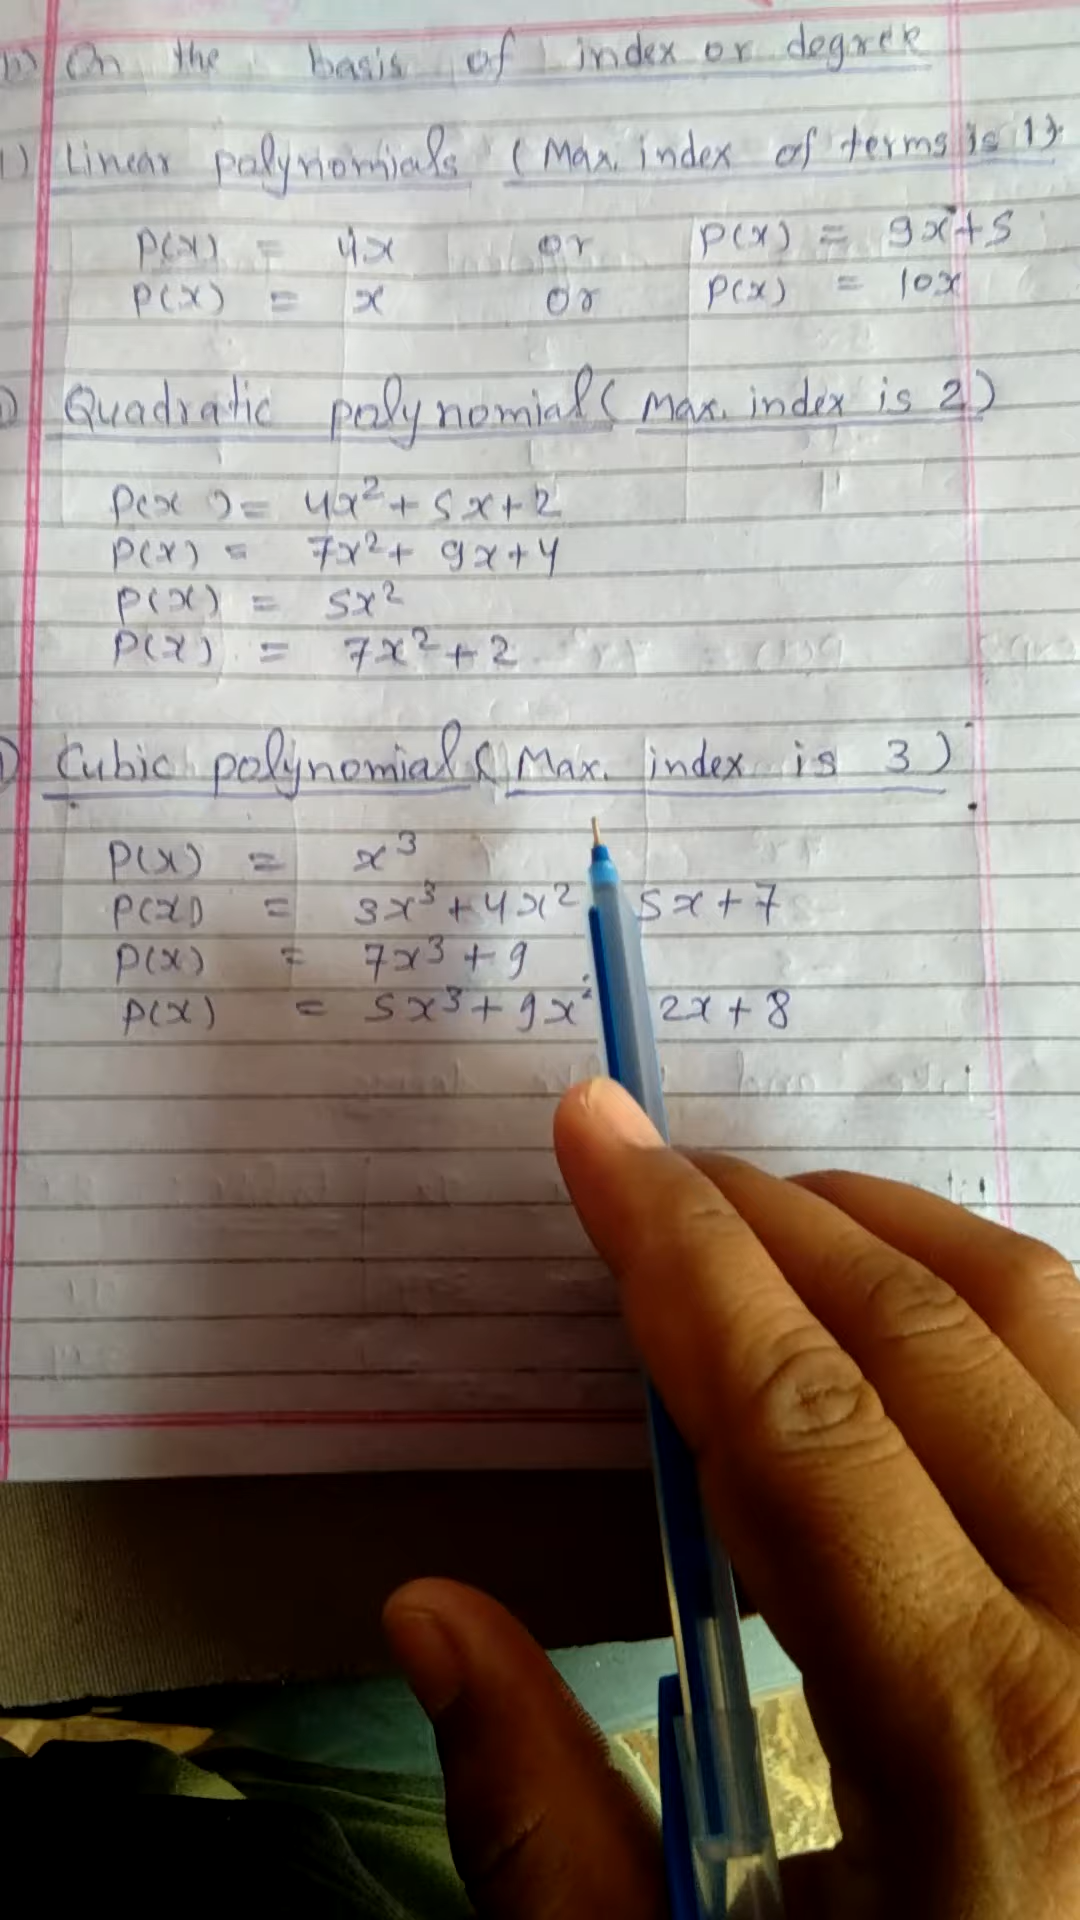 b) On the basis of index or degree
1) Linear polynomials (Max. index of terms is 1)
P(x) = 4x or P(x) = 9x+5
P(x) = x or P(x) = 10x
Quadratic polynomial (Max. index is 2)
P(x) = 4x²+5x+2
P(x) = 7x²+9x+4
P(x) = 5x²
P(x) = 7x²+2
Cubic polynomial (Max. index is 3)
P(x) = x³
P(x) = 3x³+4x² 5x+7
P(x) = 7x³+9
P(x) = 5x³+9x² 2x+8